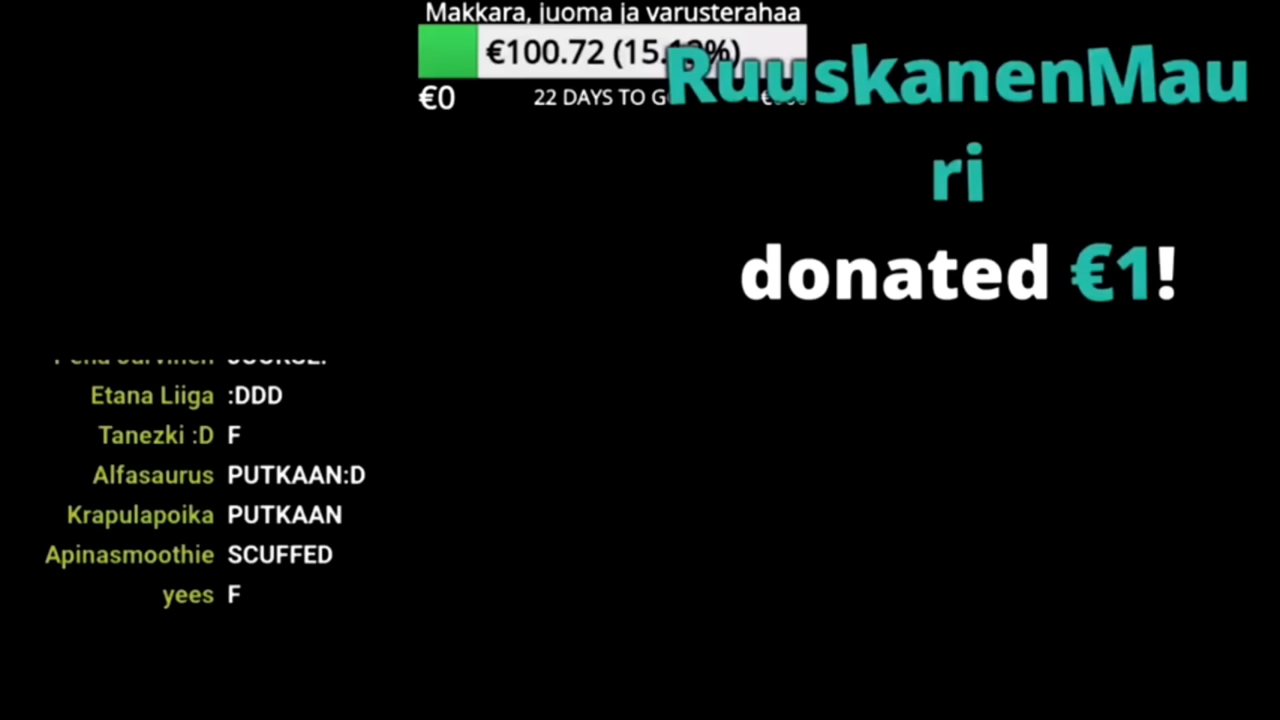 Makkara, juoma ja varusterahaa
€100.72
RuuskanenMau
€0
22 DAYS TO
ri
donated €1!
Etana Liiga :DDD
Tanezki :D F
Alfasaurus PUTKAAN:D
Krapulapoika PUTKAAN
Apinasmoothie SCUFFED
yees F